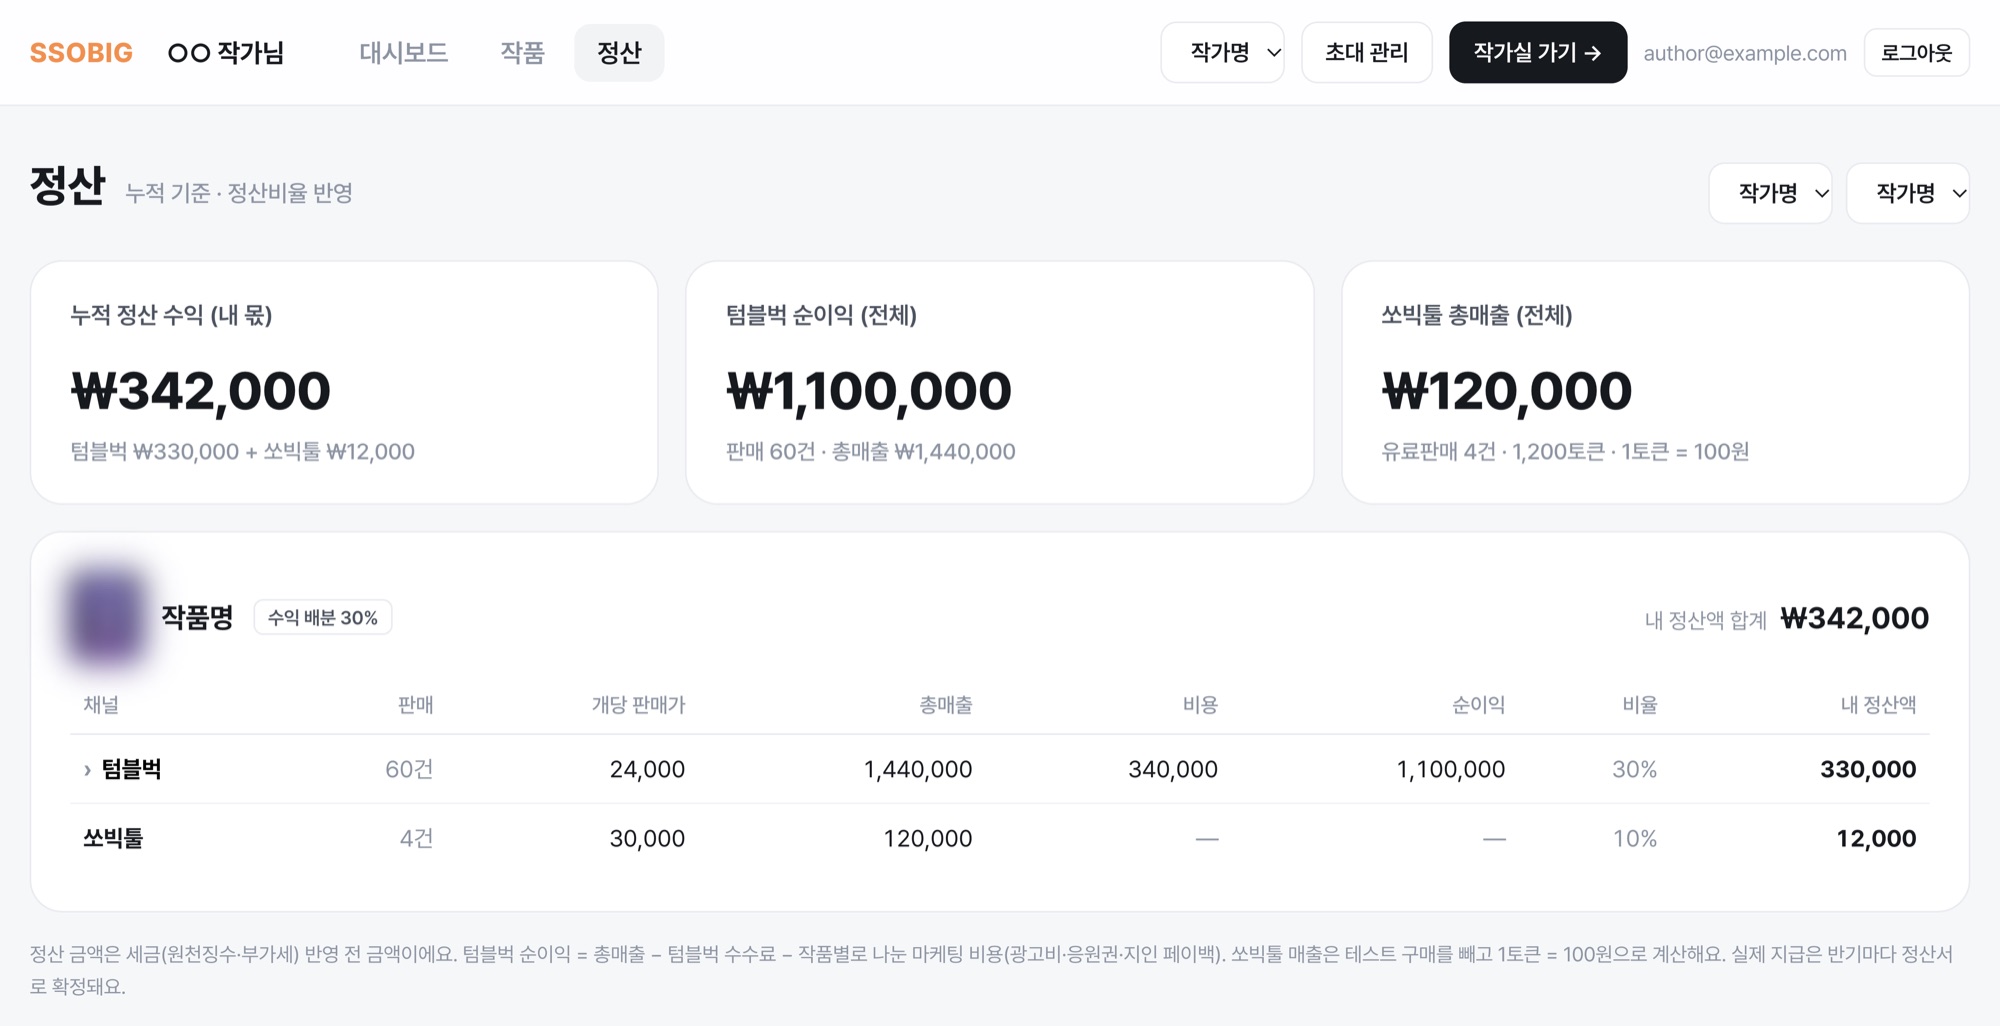 SSOBIG ○○ 작가님 대시보드 작품 정산 작가명 초대 관리 작가실 가기 → author@example.com 로그아웃
정산 누적 기준 · 정산비율 반영 작가명 작가명
누적 정산 수익 (내 몫)
₩342,000
텀블벅 ₩330,000 + 쏘빅툴 ₩12,000
텀블벅 순이익 (전체)
₩1,100,000
판매 60건 · 총매출 ₩1,440,000
쏘빅툴 총매출 (전체)
₩120,000
유료판매 4건 · 1,200토큰 · 1토큰 = 100원
작품명 수익 배분 30% 내 정산액 합계 ₩342,000
채널 판매 개당 판매가 총매출 비용 순이익 비율 내 정산액
› 텀블벅 60건 24,000 1,440,000 340,000 1,100,000 30% 330,000
쏘빅툴 4건 30,000 120,000 — — 10% 12,000
정산 금액은 세금(원천징수·부가세) 반영 전 금액이에요. 텀블벅 순이익 = 총매출 − 텀블벅 수수료 − 작품별로 나눈 마케팅 비용(광고비·응원권·지인 페이백). 쏘빅툴 매출은 테스트 구매를 빼고 1토큰 = 100원으로 계산해요. 실제 지급은 반기마다 정산서
로 확정돼요.